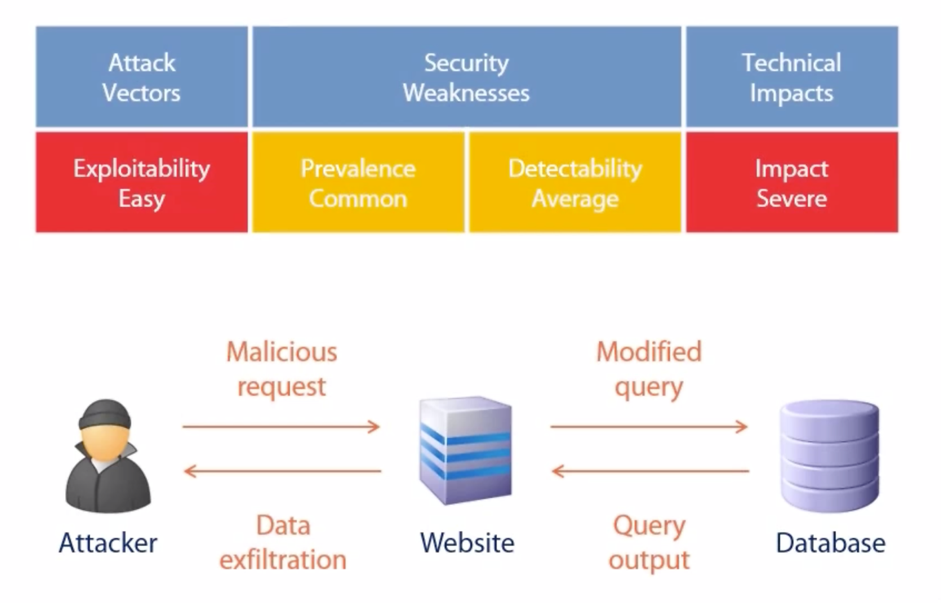 Attack
Vectors
Security
Weaknesses
Technical
Impacts
Exploitability
Easy
Prevalence
Common
Detectability
Average
Impact
Severe
Malicious
request
Modified
query
Data
exfiltration
Query
output
Attacker
Website
Database